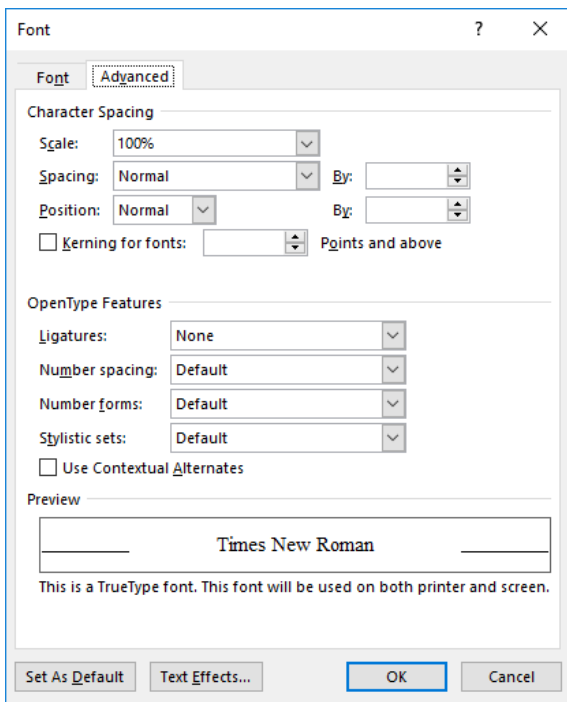 Font ?
Font Advanced
Character Spacing
Scale: 100%
Spacing: Normal By:
Position: Normal By:
Kerning for fonts: Points and above
OpenType Features
Ligatures: None
Number spacing: Default
Number forms: Default
Stylistic sets: Default
Use Contextual Alternates
Preview
Times New Roman
This is a TrueType font. This font will be used on both printer and screen.
Set As Default Text Effects... OK Cancel